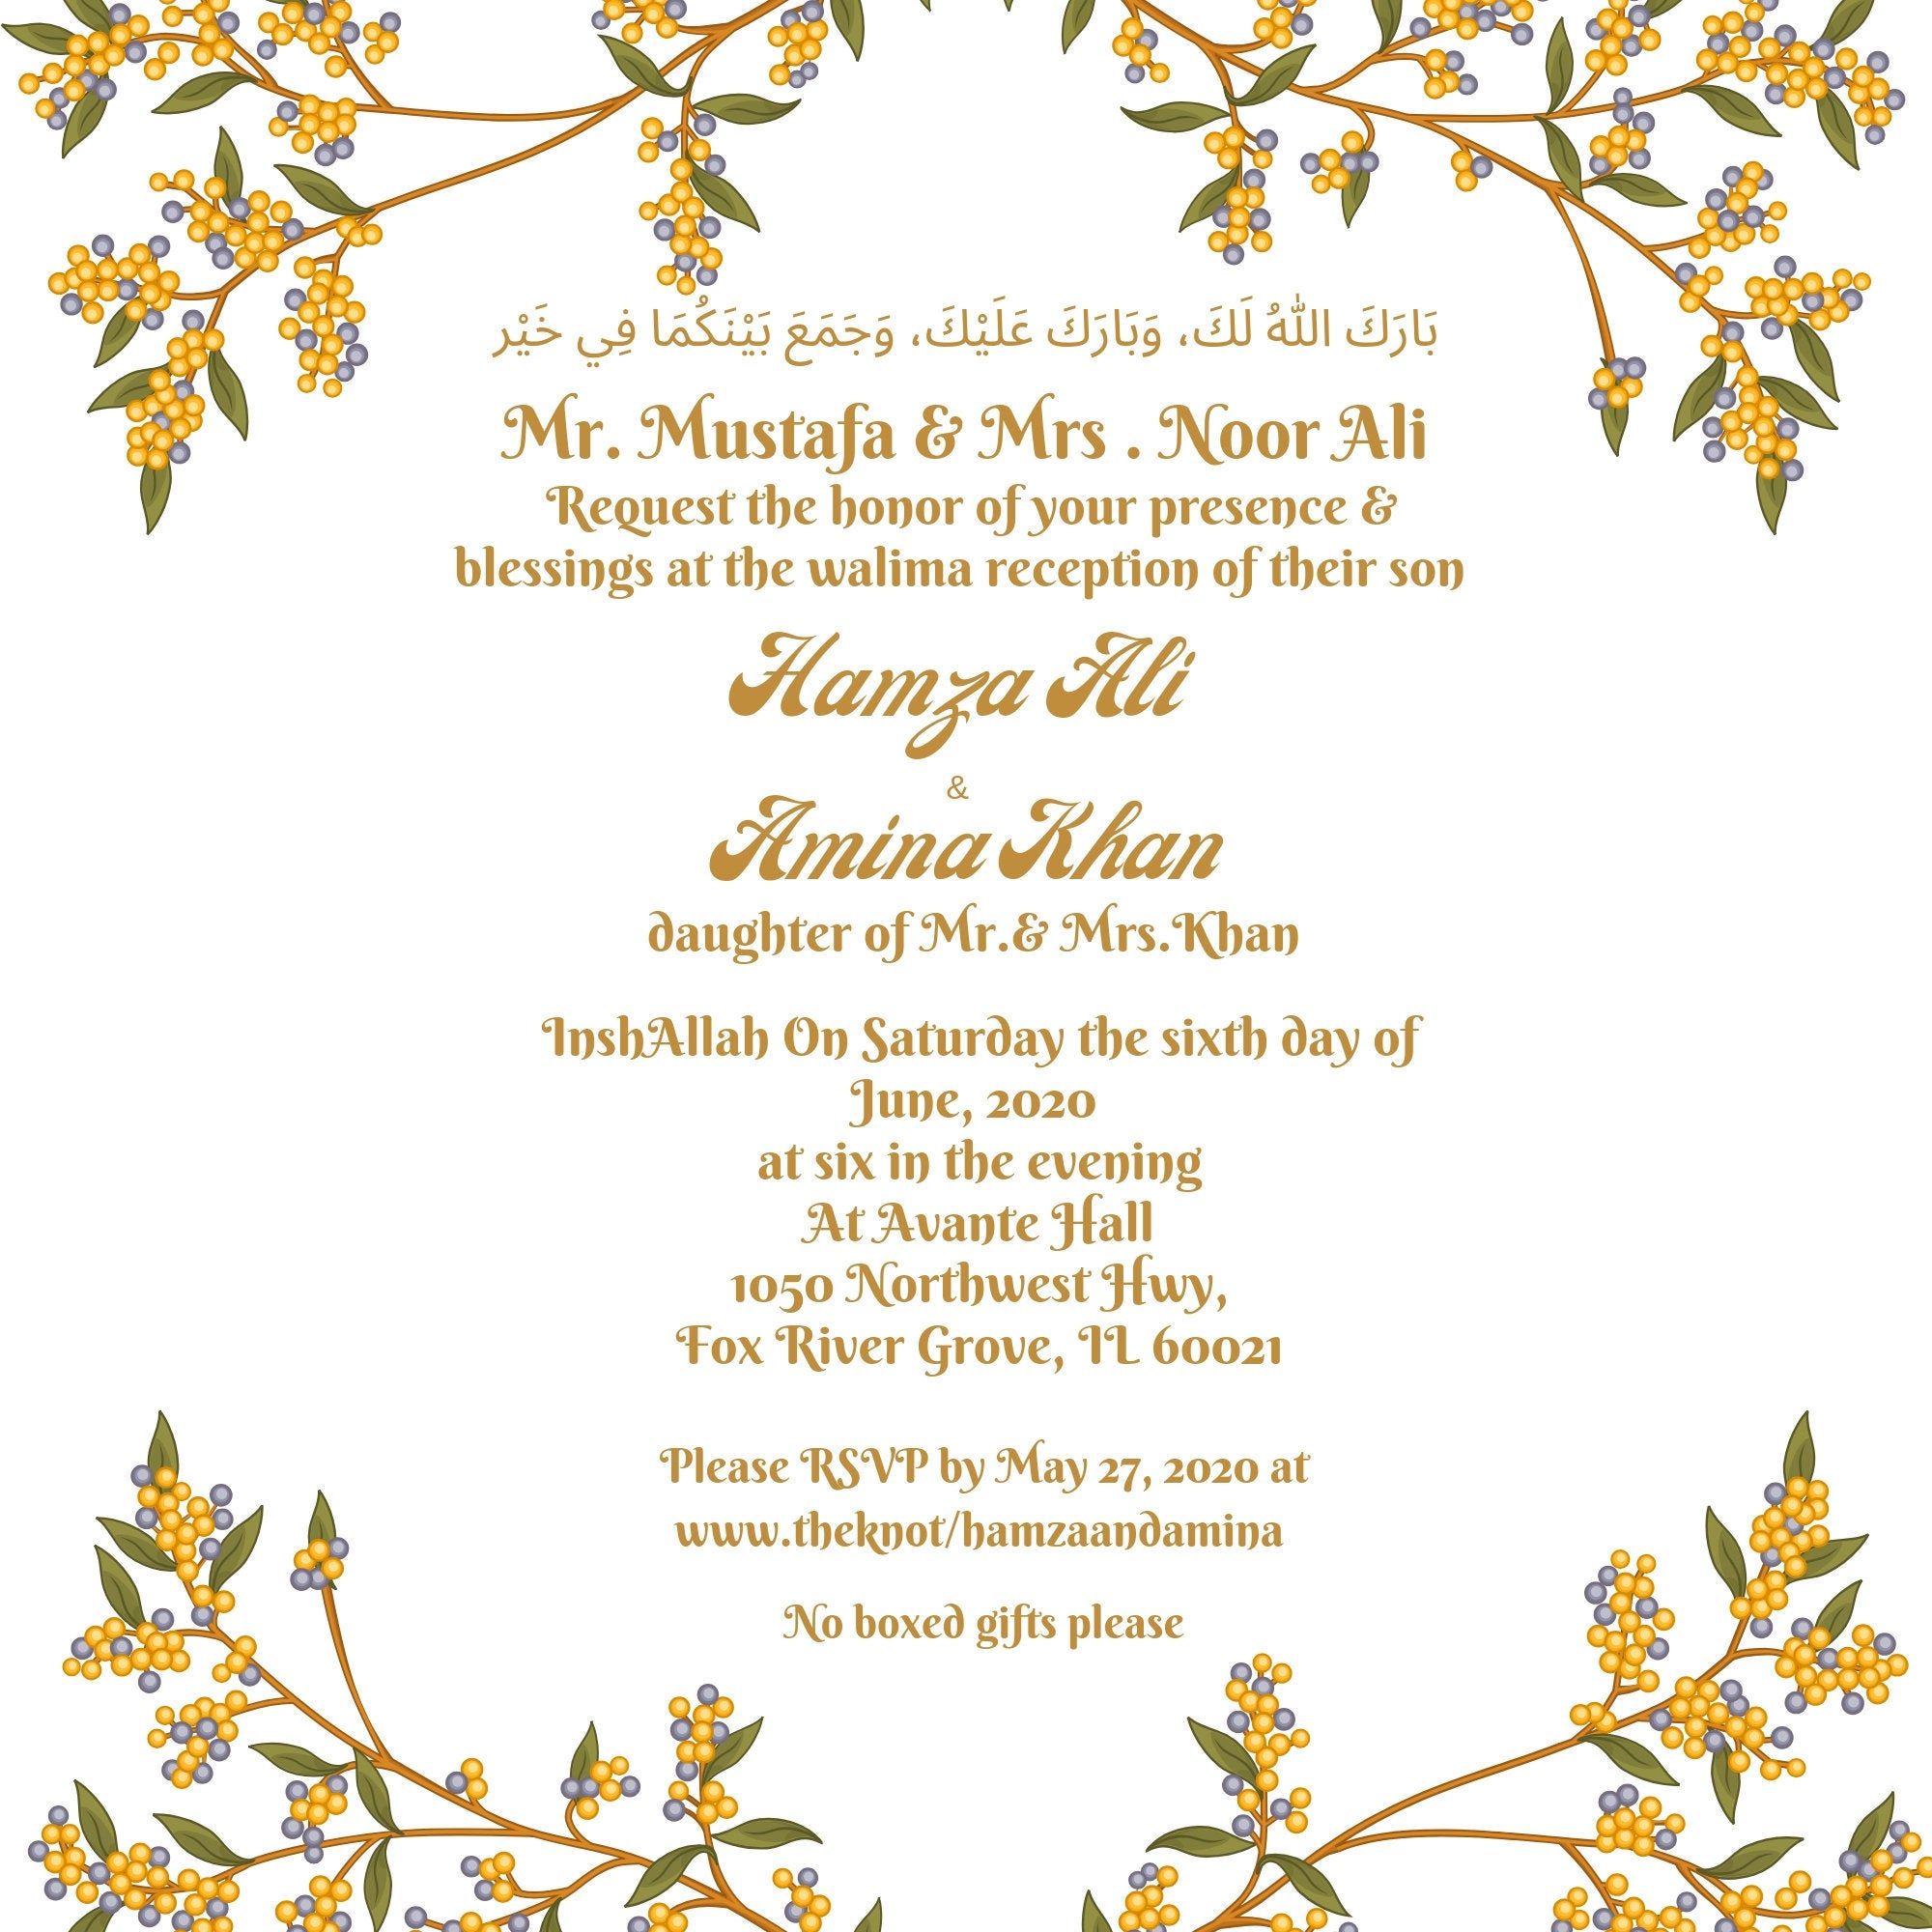 بَارَكَ اللّٰهُ لَكَ، وَبَارَكَ عَلَيْكَ، وَجَمَعَ بَيْنَكُمَا فِي خَيْر
Mr. Mustafa & Mrs . Noor Ali
Request the honor of your presence &
blessings at the walima reception of their son
Hamza Ali
&
Amina Khan
daughter of Mr.& Mrs.Khan
InshAllah On Saturday the sixth day of
June, 2020
at six in the evening
At Avante Hall
1050 Northwest Hwy,
Fox River Grove, IL 60021
Please RSVP by May 27, 2020 at
www.theknot/hamzaandamina
No boxed gifts please